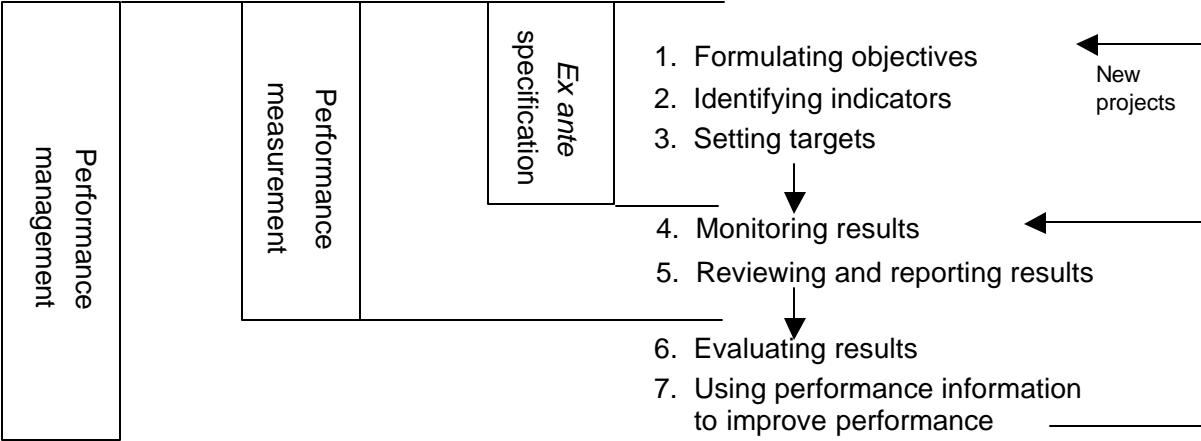 Performance
management
Performance
measurement
Ex ante
specification
1. Formulating objectives
2. Identifying indicators
3. Setting targets
New
projects
4. Monitoring results
5. Reviewing and reporting results
6. Evaluating results
7. Using performance information
to improve performance